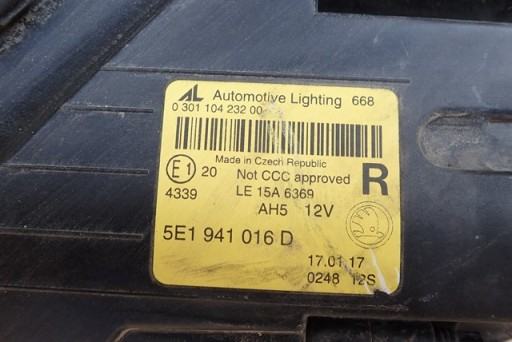 AL Automotive Lighting 668
0 301 104 232 00
Made in Czech Republic
E1 20 Not CCC approved R
4339 LE 15A 6369
AH5 12V
5E1 941 016 D
17.01.17
0248 12S